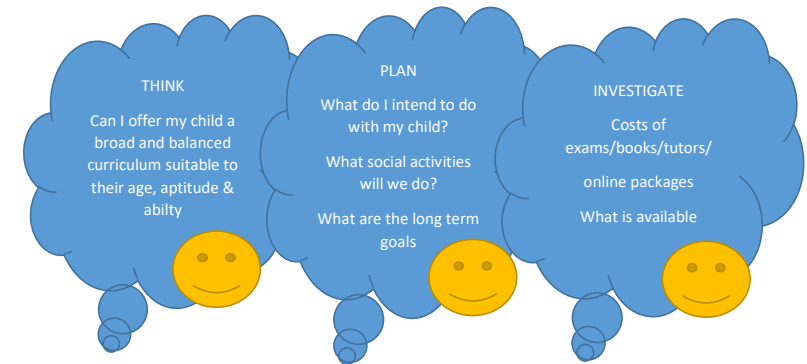 THINK
Can I offer my child a
broad and balanced
curriculum suitable to
their age, aptitude &
abilty
PLAN
What do I intend to do
with my child?
What social activities
will we do?
What are the long term
goals
INVESTIGATE
Costs of
exams/books/tutors/
online packages
What is available